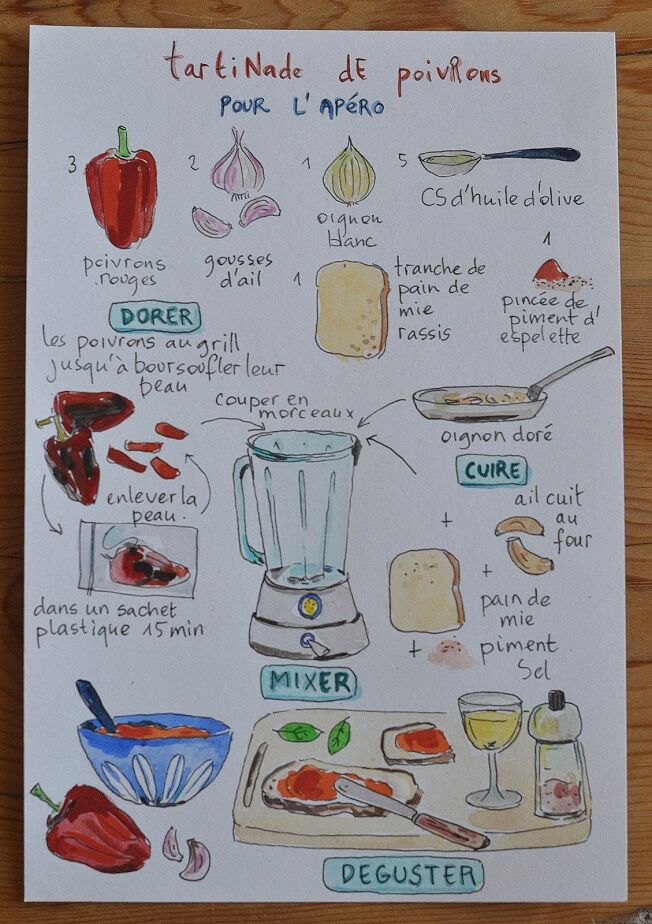 tartiNade dE poivRons
POUR L'APéRO
3
poivrons
rouges
2
gousses
d'ail
1
oignon
blanc
5
CS d'huile d'olive
1
tranche de
pain de
mie
rassis
1
pincée de
piment d'
espelette
DORER
les poivrons au grill
jusqu'à boursoufler leur
peau
couper en
morceaux
enlever la
peau.
dans un sachet
plastique 15 min
oignon doré
CUIRE
+
ail cuit
au
four
+
pain de
mie
+
piment
Sel
MIXER
DEGUSTER